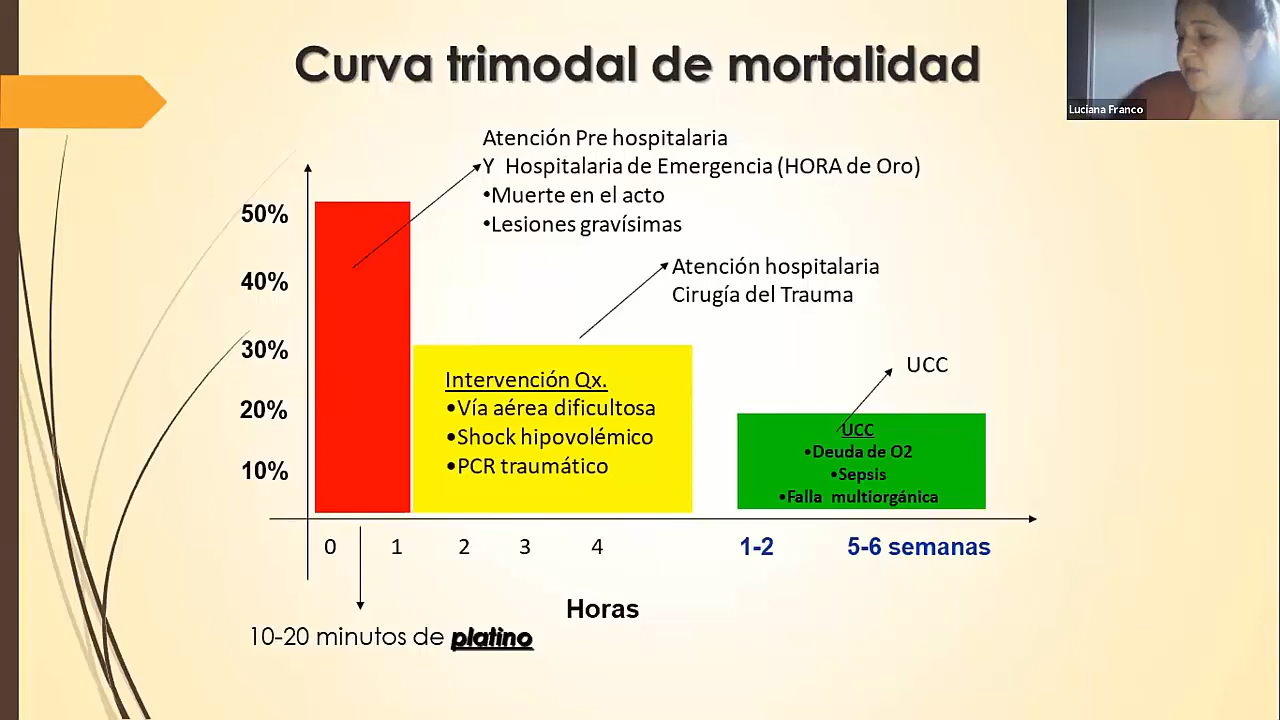 Curva trimodal de mortalidad
Luciana Franco
Atención Pre hospitalaria
Y Hospitalaria de Emergencia (HORA de Oro)
•Muerte en el acto
•Lesiones gravísimas
Atención hospitalaria
Cirugía del Trauma
UCC
50%
40%
30%
20%
10%
Intervención Qx.
•Vía aérea dificultosa
•Shock hipovolémico
•PCR traumático
UCC
•Deuda de O2
•Sepsis
•Falla multiorgánica
0 1 2 3 4 1-2 5-6 semanas
Horas
10-20 minutos de platino